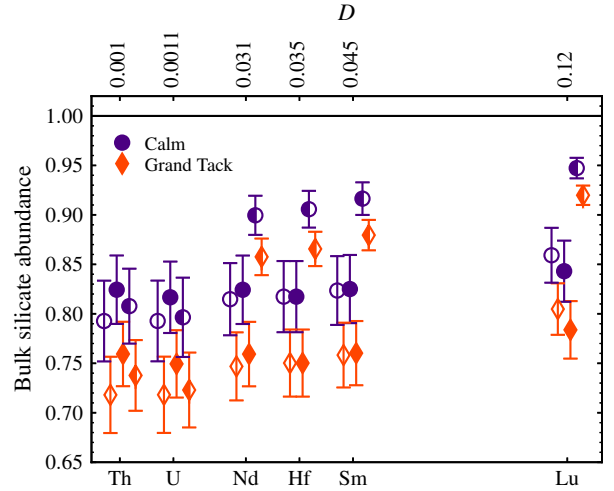 D
0.001 0.0011 0.031 0.035 0.045 0.12
1.00
Calm
0.95
Grand Tack
0.90
0.85
0.80
0.75
0.70
0.65
Bulk silicate abundance
Th U Nd Hf Sm Lu